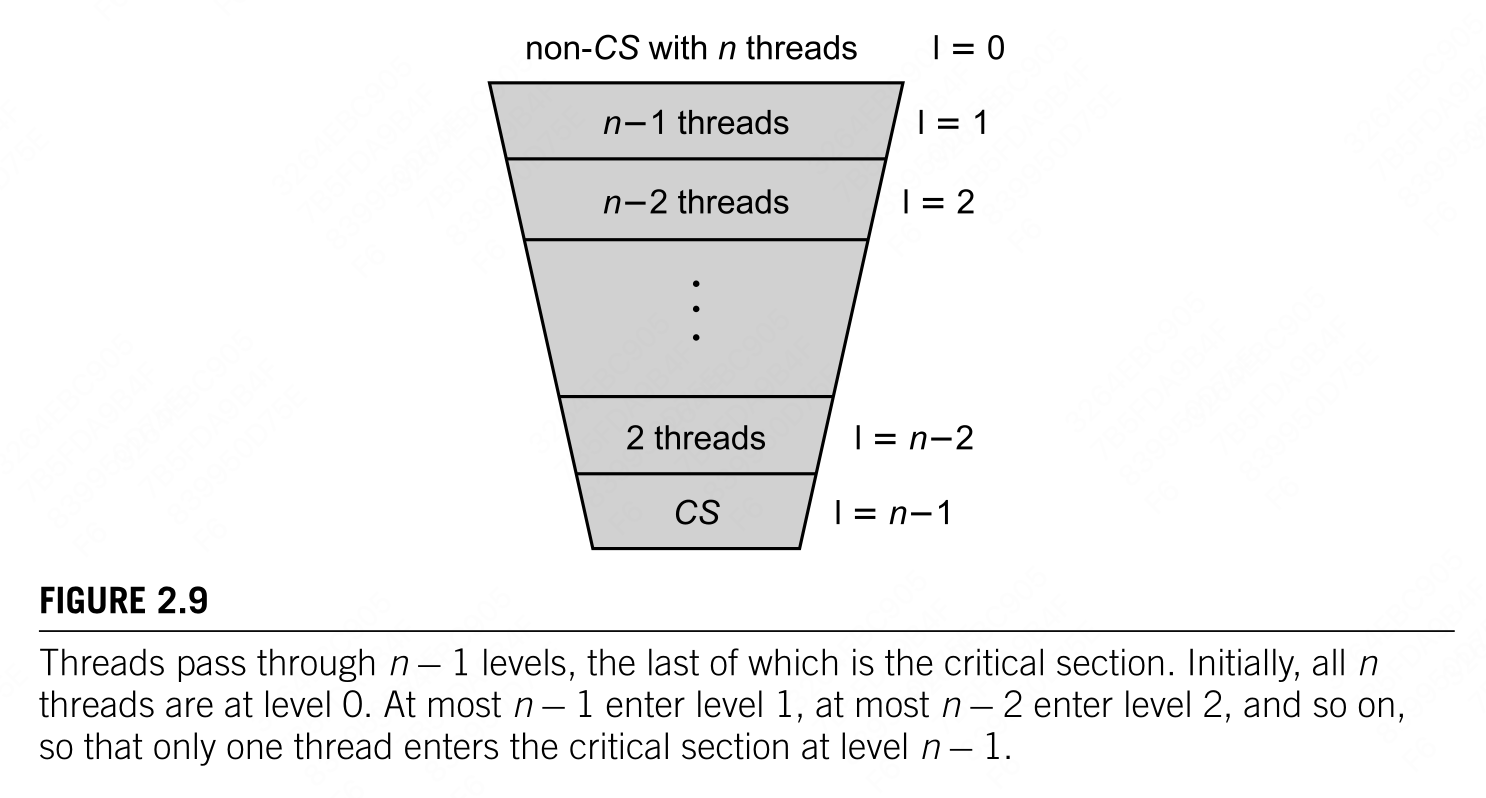 non-CS with n threads l = 0
n−1 threads l = 1
n−2 threads l = 2
2 threads l = n−2
CS l = n−1
FIGURE 2.9
Threads pass through n – 1 levels, the last of which is the critical section. Initially, all n
threads are at level 0. At most n – 1 enter level 1, at most n – 2 enter level 2, and so on,
so that only one thread enters the critical section at level n – 1.